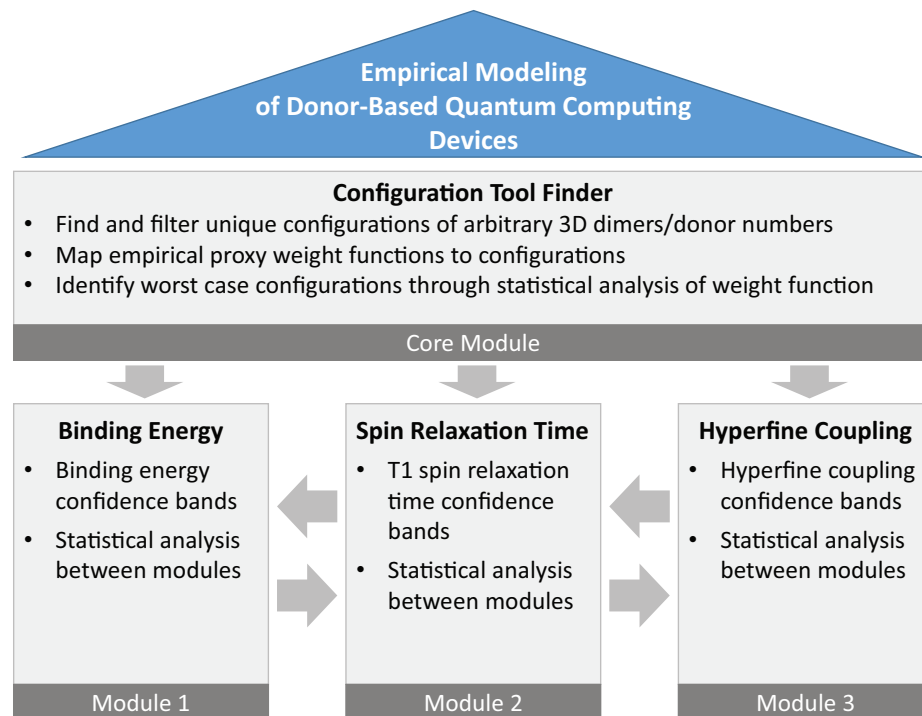 Empirical Modeling
of Donor-Based Quantum Computing
Devices
Configuration Tool Finder
• Find and filter unique configurations of arbitrary 3D dimers/donor numbers
• Map empirical proxy weight functions to configurations
• Identify worst case configurations through statistical analysis of weight function
Core Module
Binding Energy
• Binding energy
confidence bands
• Statistical analysis
between modules
Module 1
Spin Relaxation Time
• T1 spin relaxation
time confidence
bands
• Statistical analysis
between modules
Module 2
Hyperfine Coupling
• Hyperfine coupling
confidence bands
• Statistical analysis
between modules
Module 3